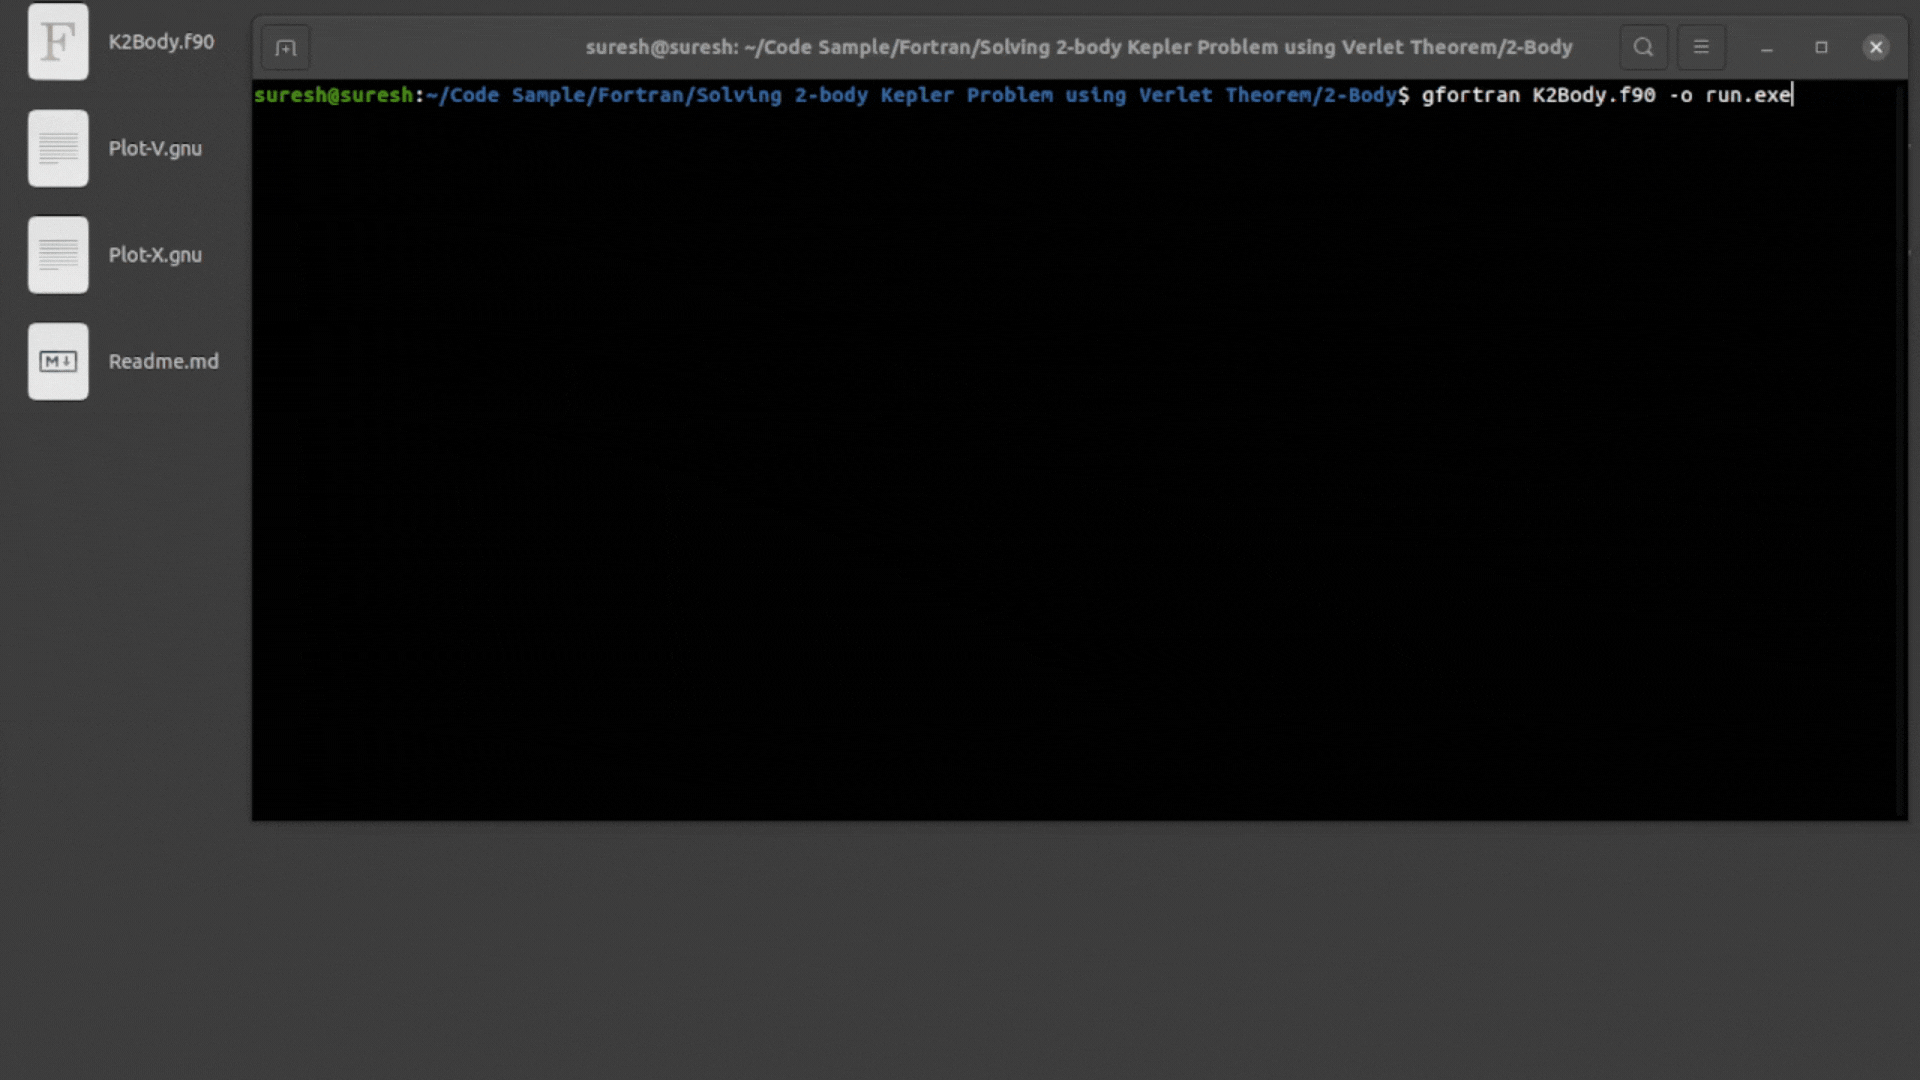 K2Body.f90
Plot-V.gnu
Plot-X.gnu
Readme.md
suresh@suresh: ~/Code Sample/Fortran/Solving 2-body Kepler Problem using Verlet Theorem/2-Body
suresh@suresh:~/Code Sample/Fortran/Solving 2-body Kepler Problem using Verlet Theorem/2-Body$ gfortran K2Body.f90 -o run.exe